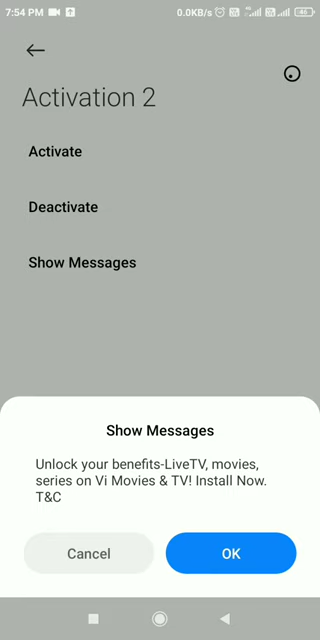 7:54 PM 0.0KB/s 46
Activation 2
Activate
Deactivate
Show Messages
Show Messages
Unlock your benefits-LiveTV, movies,
series on Vi Movies & TV! Install Now.
T&C
Cancel OK